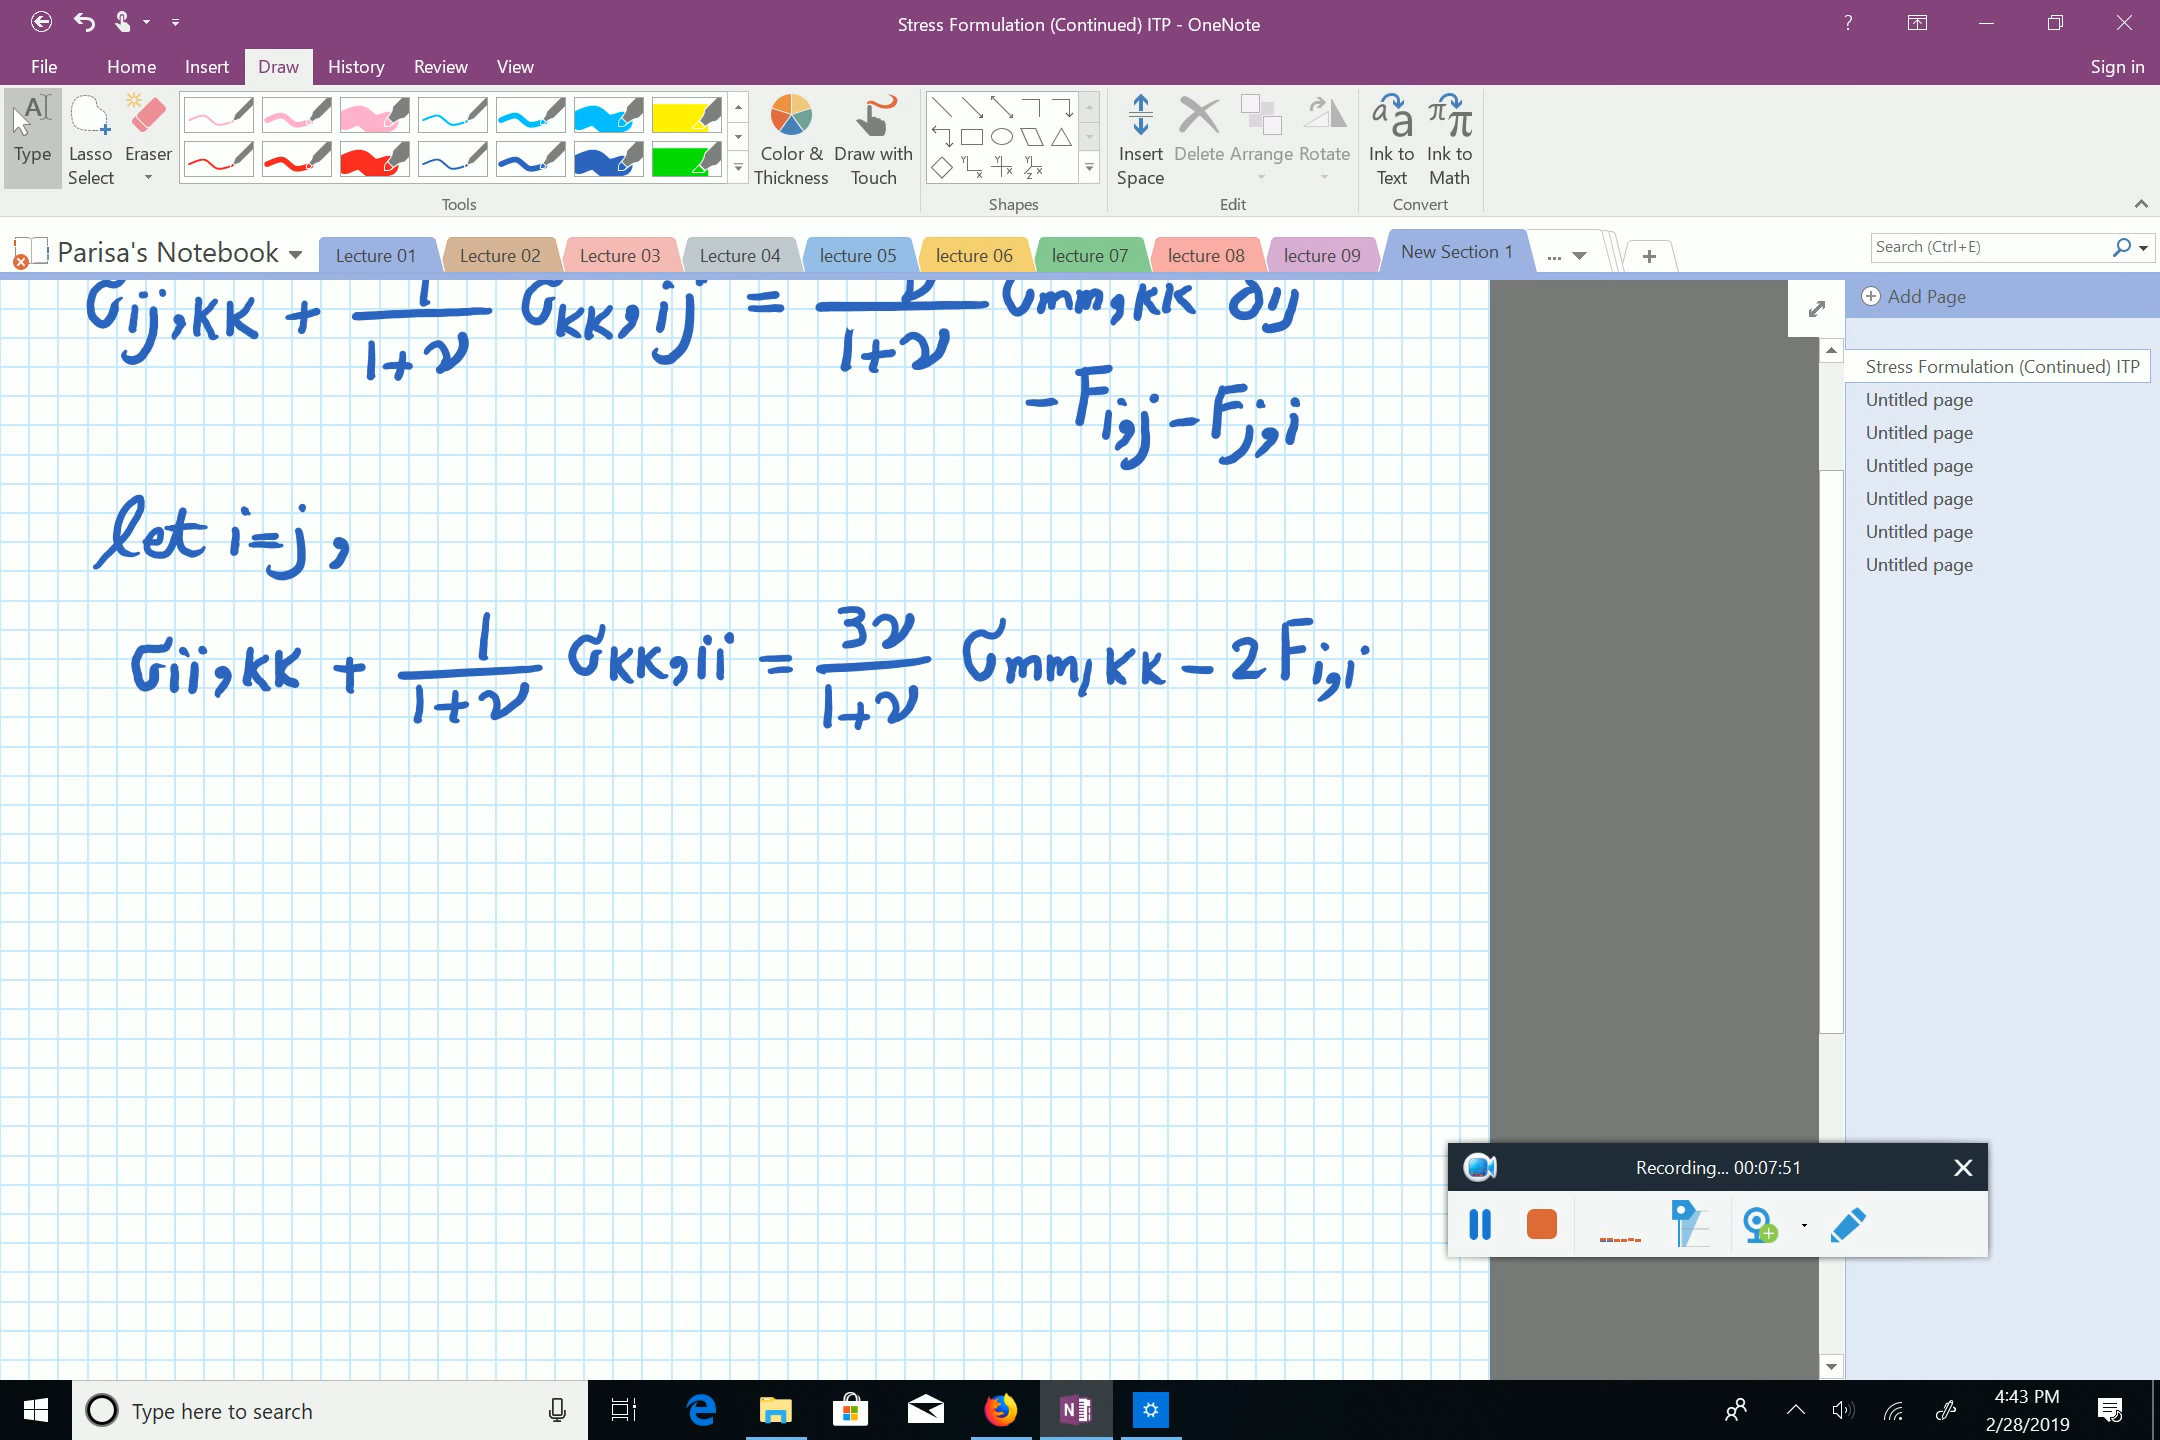 Stress Formulation (Continued) ITP - OneNote
?
File Home Insert Draw History Review View Sign in
Type Lasso Select Eraser
Color & Thickness
Draw with Touch
Insert Space
Delete Arrange Rotate
Ink to Text
Ink to Math
Tools Shapes Edit Convert
Parisa's Notebook
Lecture 01 Lecture 02 Lecture 03 Lecture 04 lecture 05 lecture 06 lecture 07 lecture 08 lecture 09 New Section 1 ... +
Search (Ctrl+E)
Add Page
Stress Formulation (Continued) ITP
Untitled page
Untitled page
Untitled page
Untitled page
Untitled page
Untitled page
σij,KK + 1/(1+ν) σKK,ij = ν/(1+ν) σmm,KK δij
- Fi,j - Fj,i
let i=j,
σii,KK + 1/(1+ν) σKK,ii = 3ν/(1+ν) σmm,KK - 2Fi,i
Recording... 00:07:51
Type here to search
4:43 PM
2/28/2019